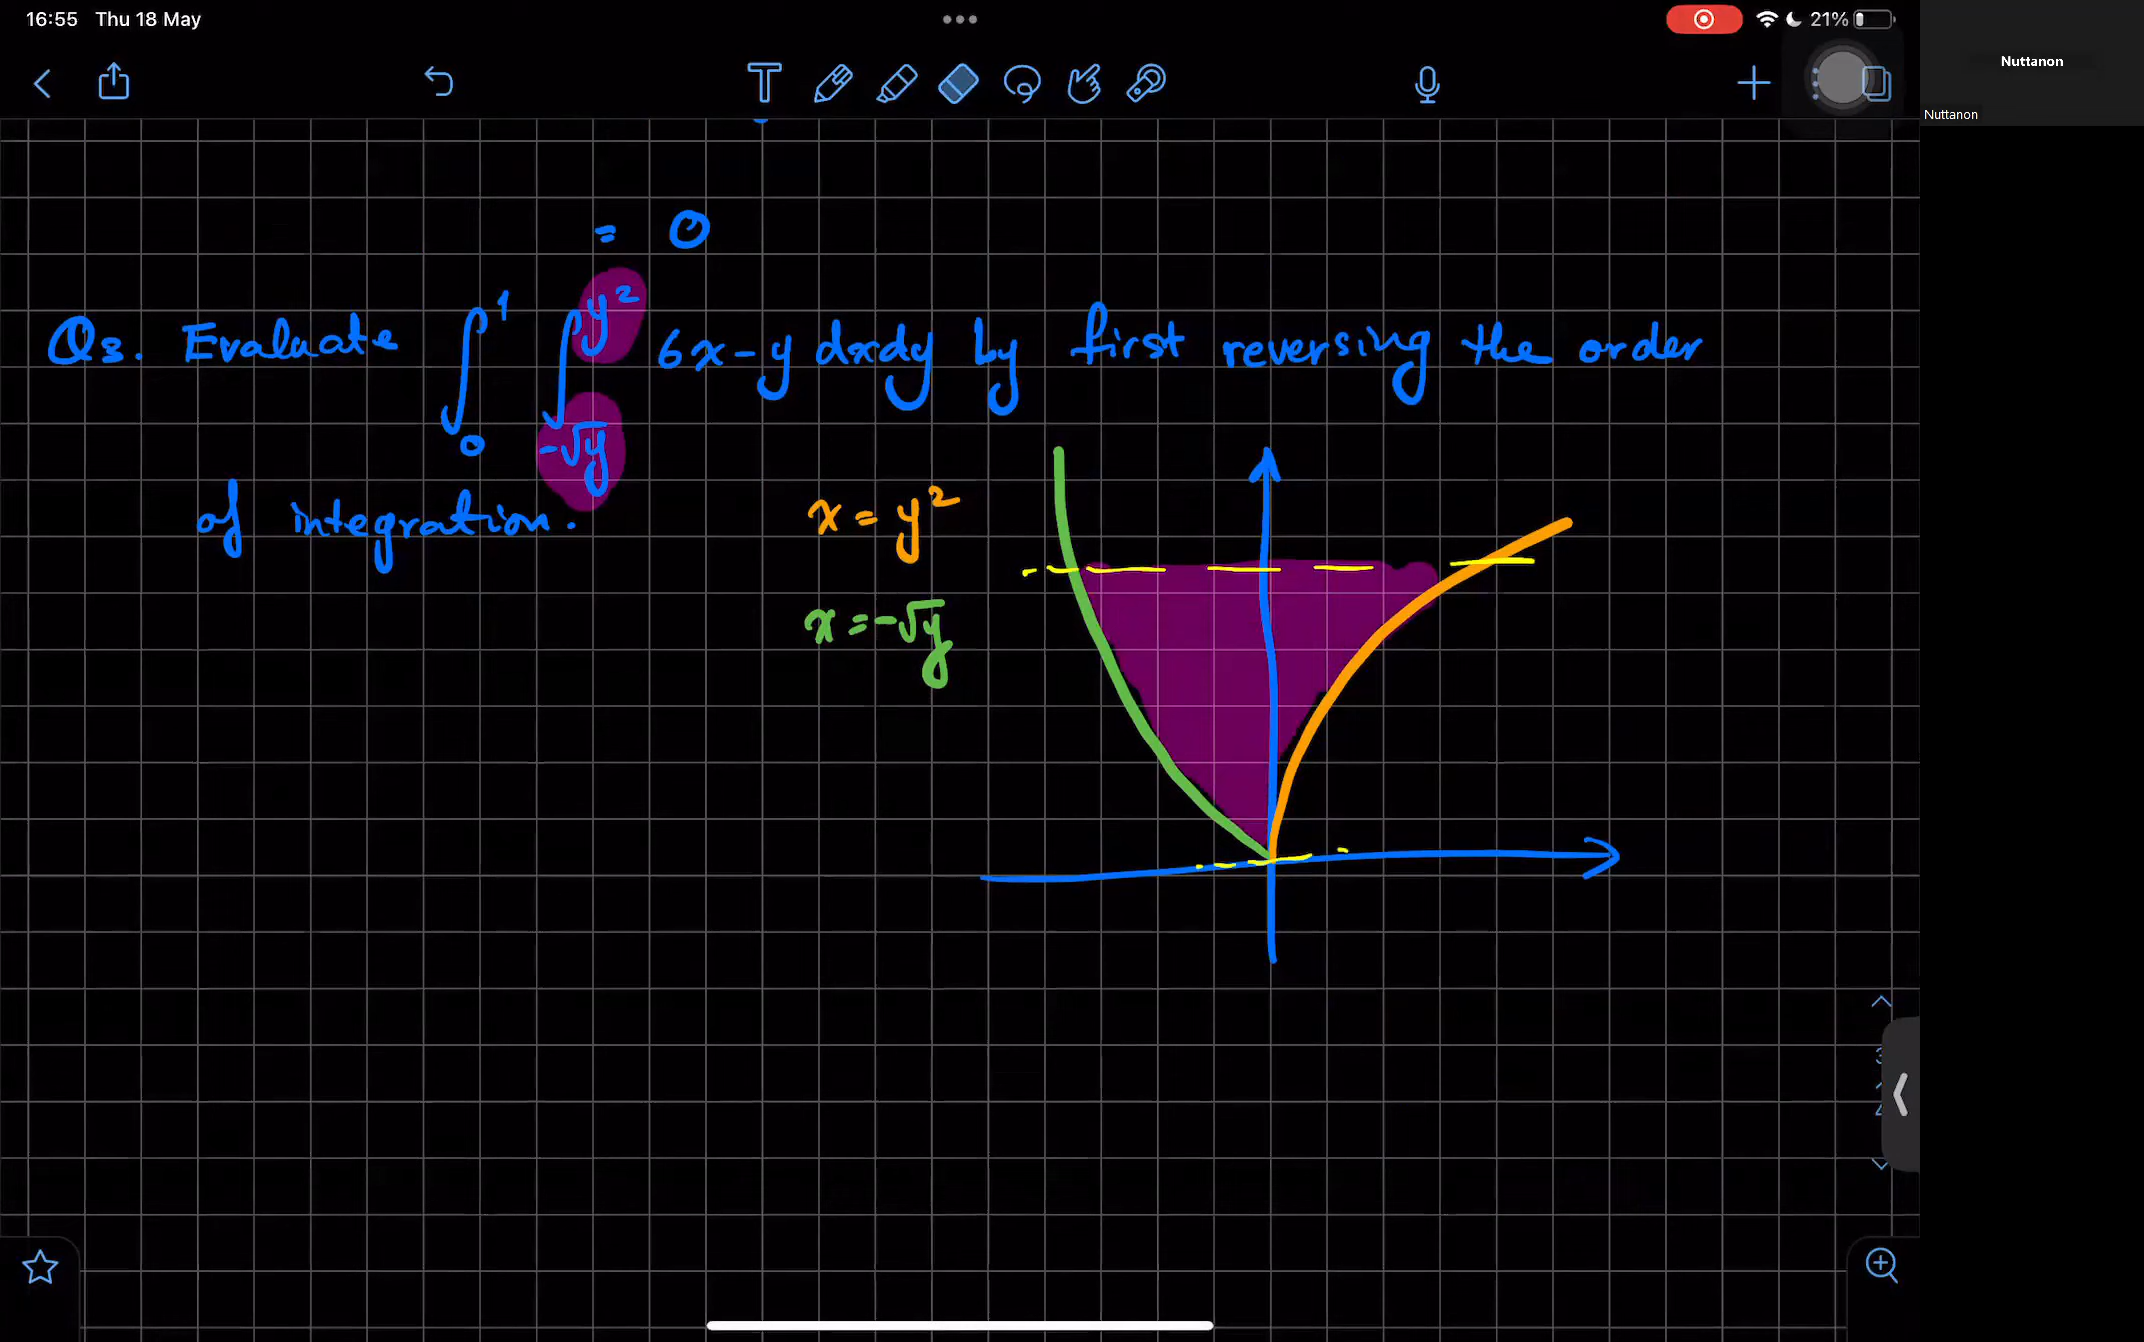 16:55 Thu 18 May
21%
Nuttanon
Nuttanon
T
= 0
Q3. Evaluate ∫₀¹ ∫_{-√y}^{y²} 6x-y dxdy by first reversing the order
of integration.
x = y²
x = -√y